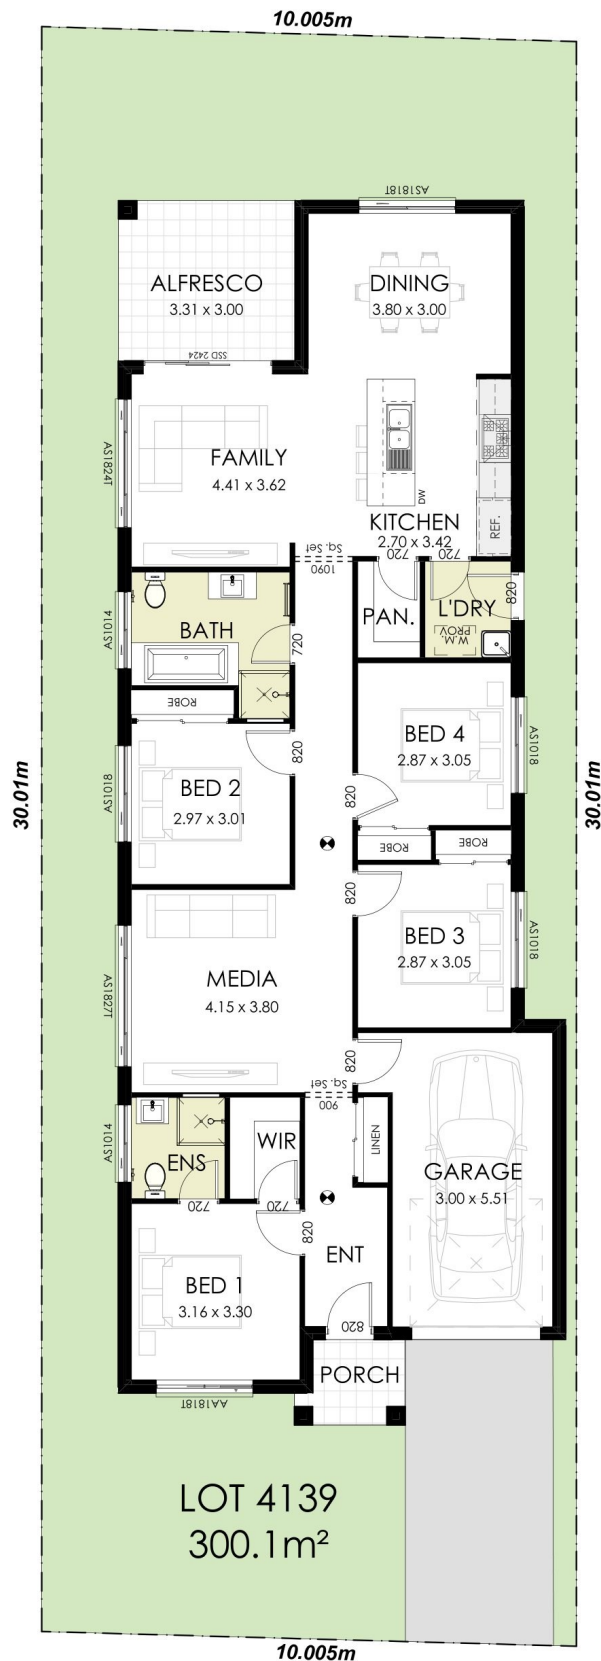 10.005m
AS1818T
ALFRESCO
3.31 x 3.00
DINING
3.80 x 3.00
SSD 2424
AS1824T
FAMILY
4.41 x 3.62
DW
REF.
KITCHEN
2.70 x 3.42
Sq. Set
1090
720
720
820
AS1014
BATH
720
PAN.
L'DRY
W.M.
PROV
ROBE
820
BED 4
2.87 x 3.05
AS1018
30.01m
AS1018
BED 2
2.97 x 3.01
820
30.01m
ROBE
ROBE
820
AS1827T
MEDIA
4.15 x 3.80
BED 3
2.87 x 3.05
AS1018
820
Sq. Set
900
AS1014
ENS
WIR
LINEN
GARAGE
3.00 x 5.51
720
720
820
ENT
BED 1
3.16 x 3.30
820
PORCH
AA1818T
LOT 4139
300.1m²
10.005m